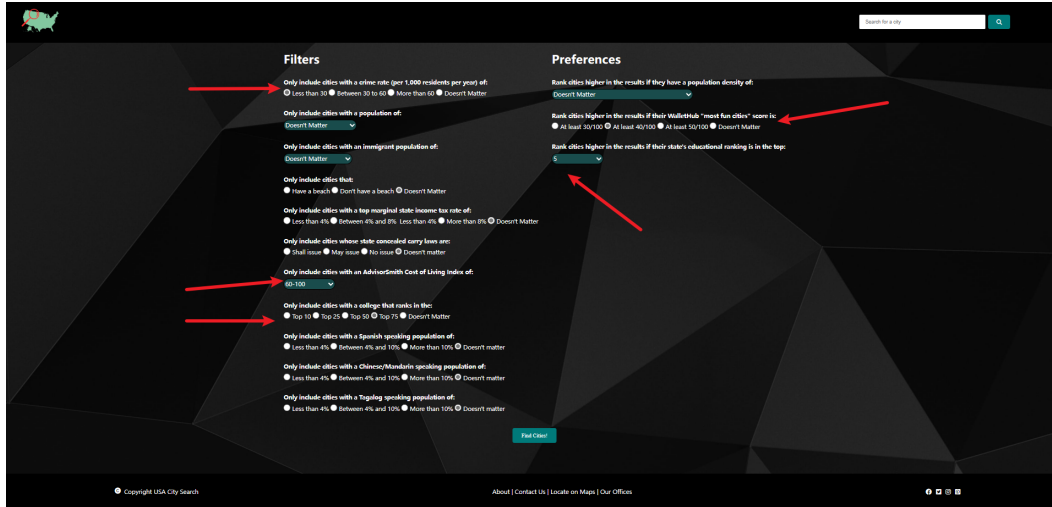 Search for a city
Filters
Only include cities with a crime rate (per 1,000 residents per year) of:
Less than 30 Between 30 to 60 More than 60 Doesn't Matter
Only include cities with a population of:
Doesn't Matter
Only include cities with an immigrant population of:
Doesn't Matter
Only include cities that:
Have a beach Don't have a beach Doesn't Matter
Only include cities with a top marginal state income tax rate of:
Less than 4% Between 4% and 8% Less than 4% More than 8% Doesn't Matter
Only include cities whose state concealed carry laws are:
Shall issue May issue No issue Doesn't matter
Only include cities with an AdvisorSmith Cost of Living Index of:
60-100
Only include cities with a college that ranks in the:
Top 10 Top 25 Top 50 Top 75 Doesn't Matter
Only include cities with a Spanish speaking population of:
Less than 4% Between 4% and 10% More than 10% Doesn't matter
Only include cities with a Chinese/Mandarin speaking population of:
Less than 4% Between 4% and 10% More than 10% Doesn't matter
Only include cities with a Tagalog speaking population of:
Less than 4% Between 4% and 10% More than 10% Doesn't matter
Preferences
Rank cities higher in the results if they have a population density of:
Doesn't Matter
Rank cities higher in the results if their WalletHub "most fun cities" score is:
At least 30/100 At least 40/100 At least 50/100 Doesn't Matter
Rank cities higher in the results if their state's educational ranking is in the top:
5
Find Cities!
Copyright USA City Search
About | Contact Us | Locate on Maps | Our Offices